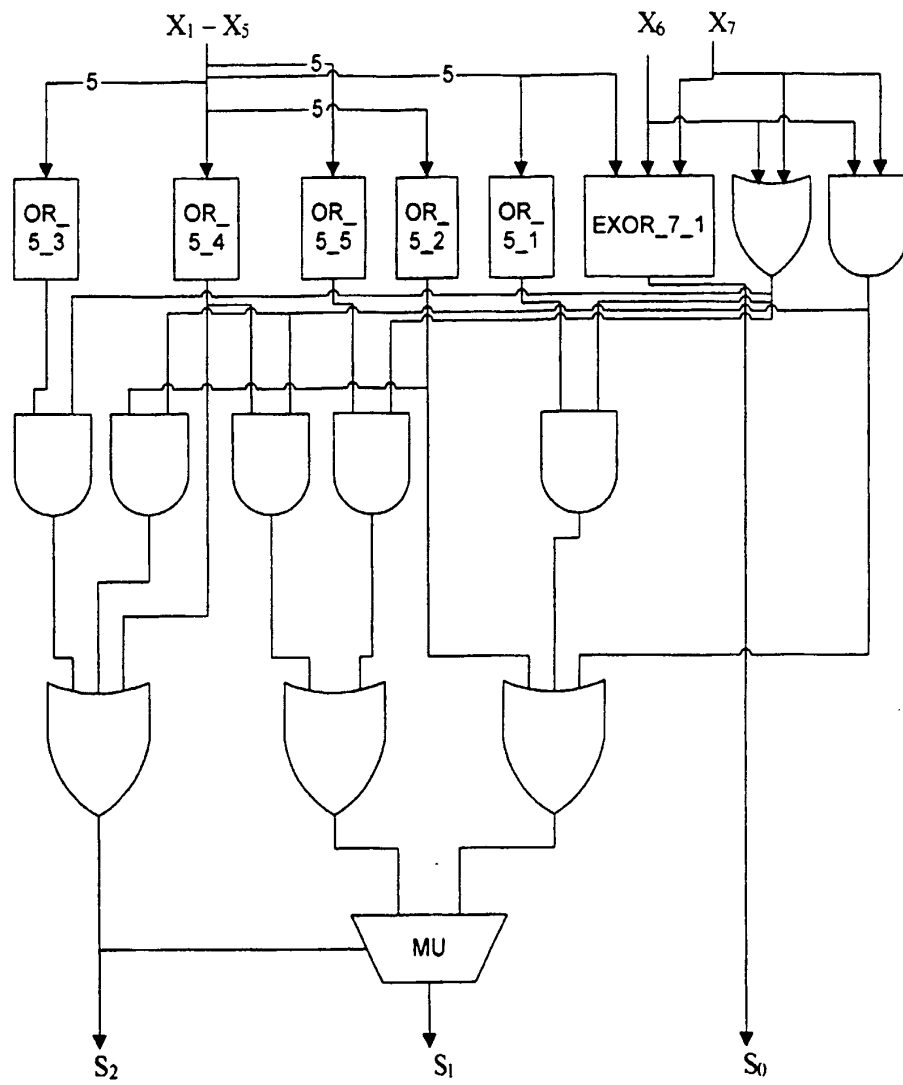 X₁ – X₅
X₆
X₇
5
5
5
5
OR_
5_3
OR_
5_4
OR_
5_5
OR_
5_2
OR_
5_1
EXOR_7_1
MU
S₂
S₁
S₀